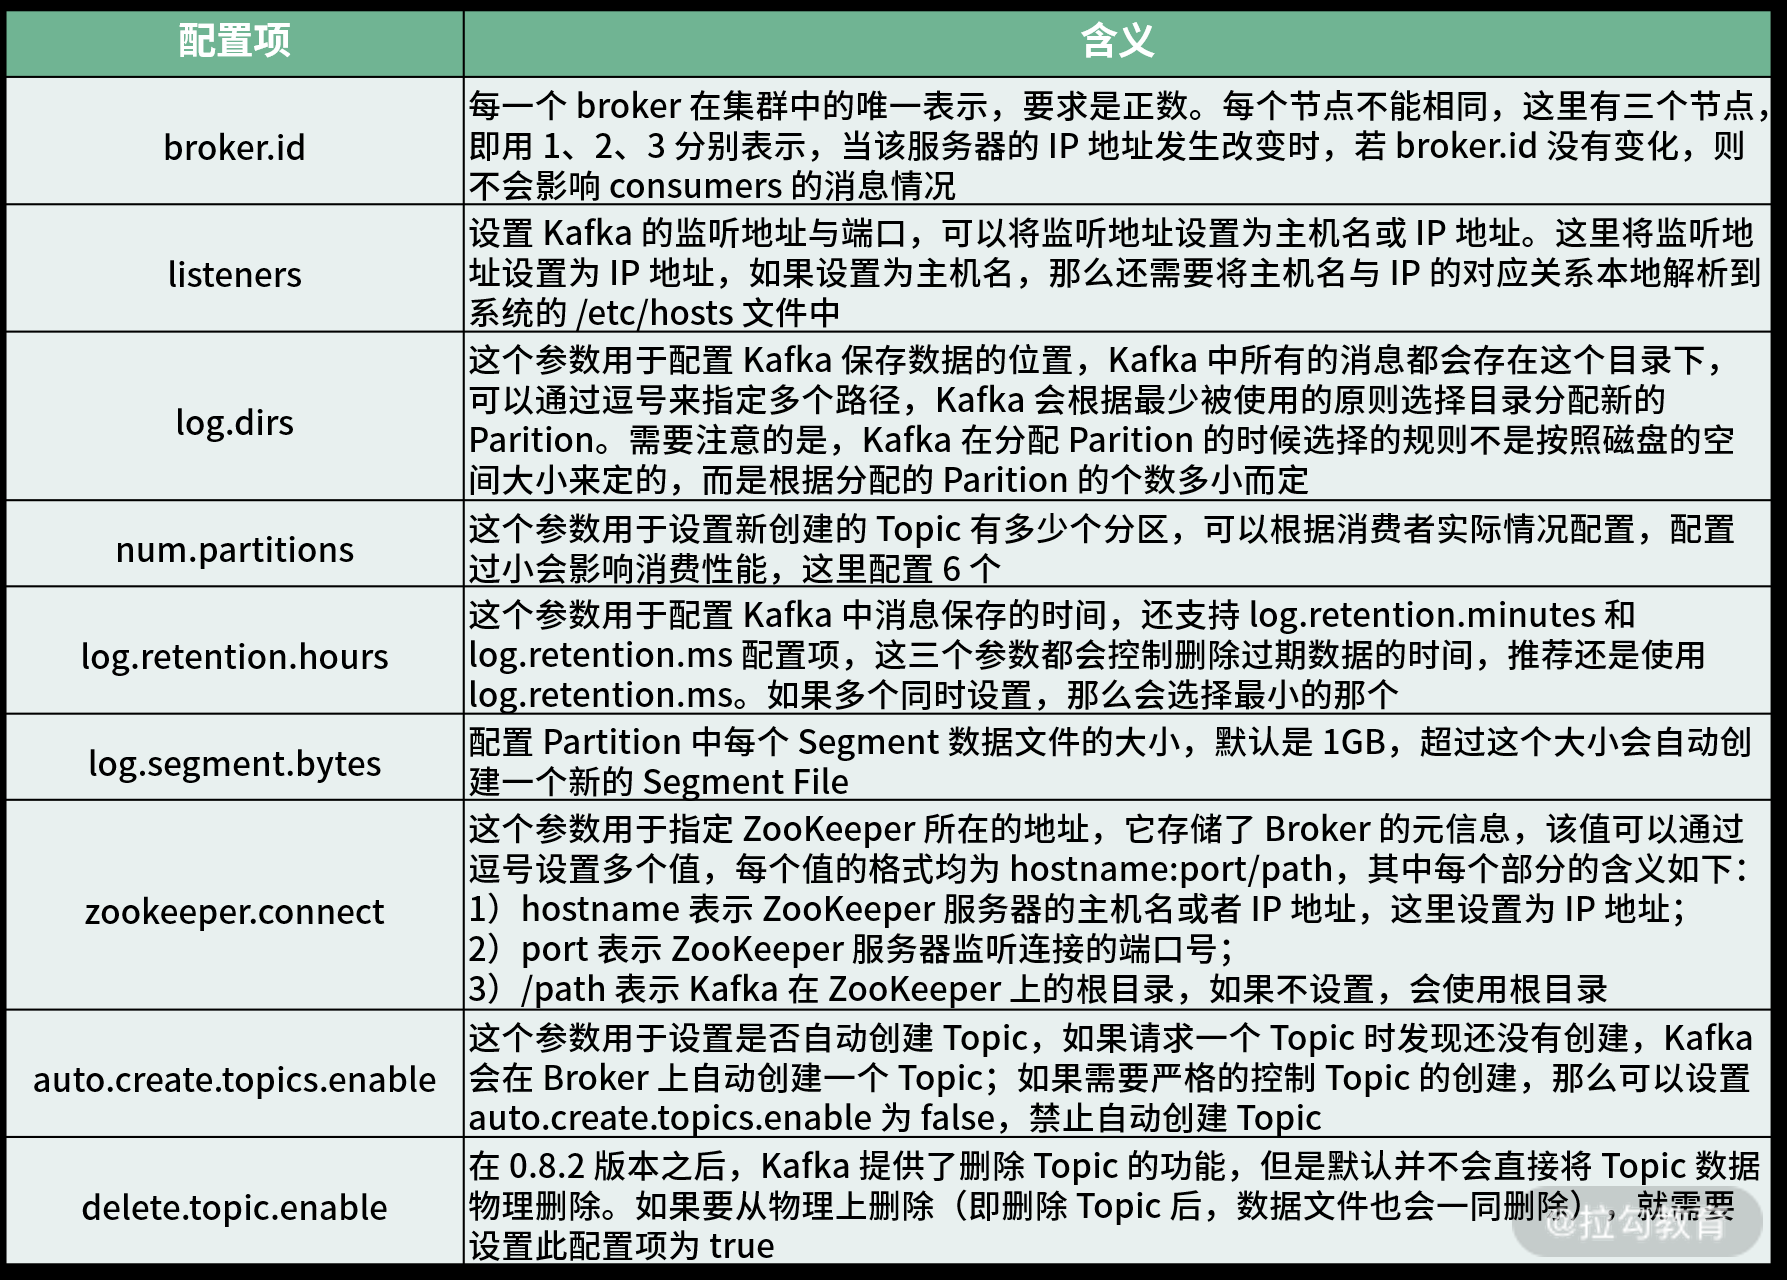 配置项
含义
broker.id
每一个 broker 在集群中的唯一表示，要求是正数。每个节点不能相同，这里有三个节点，
即用 1、2、3 分别表示，当该服务器的 IP 地址发生改变时，若 broker.id 没有变化，则
不会影响 consumers 的消息情况
listeners
设置 Kafka 的监听地址与端口，可以将监听地址设置为主机名或 IP 地址。这里将监听地
址设置为 IP 地址，如果设置为主机名，那么还需要将主机名与 IP 的对应关系本地解析到
系统的 /etc/hosts 文件中
log.dirs
这个参数用于配置 Kafka 保存数据的位置，Kafka 中所有的消息都会存在这个目录下，
可以通过逗号来指定多个路径，Kafka 会根据最少被使用的原则选择目录分配新的
Parition。需要注意的是，Kafka 在分配 Parition 的时候选择的规则不是按照磁盘的空
间大小来定的，而是根据分配的 Parition 的个数多小而定
num.partitions
这个参数用于设置新创建的 Topic 有多少个分区，可以根据消费者实际情况配置，配置
过小会影响消费性能，这里配置 6 个
log.retention.hours
这个参数用于配置 Kafka 中消息保存的时间，还支持 log.retention.minutes 和
log.retention.ms 配置项，这三个参数都会控制删除过期数据的时间，推荐还是使用
log.retention.ms。如果多个同时设置，那么会选择最小的那个
log.segment.bytes
配置 Partition 中每个 Segment 数据文件的大小，默认是 1GB，超过这个大小会自动创
建一个新的 Segment File
zookeeper.connect
这个参数用于指定 ZooKeeper 所在的地址，它存储了 Broker 的元信息，该值可以通过
逗号设置多个值，每个值的格式均为 hostname:port/path，其中每个部分的含义如下：
1）hostname 表示 ZooKeeper 服务器的主机名或者 IP 地址，这里设置为 IP 地址；
2）port 表示 ZooKeeper 服务器监听连接的端口号；
3）/path 表示 Kafka 在 ZooKeeper 上的根目录，如果不设置，会使用根目录
auto.create.topics.enable
这个参数用于设置是否自动创建 Topic，如果请求一个 Topic 时发现还没有创建，Kafka
会在 Broker 上自动创建一个 Topic；如果需要严格的控制 Topic 的创建，那么可以设置
auto.create.topics.enable 为 false，禁止自动创建 Topic
delete.topic.enable
在 0.8.2 版本之后，Kafka 提供了删除 Topic 的功能，但是默认并不会直接将 Topic 数据
物理删除。如果要从物理上删除（即删除 Topic 后，数据文件也会一同删除），就需要
设置此配置项为 true
@拉勾教育